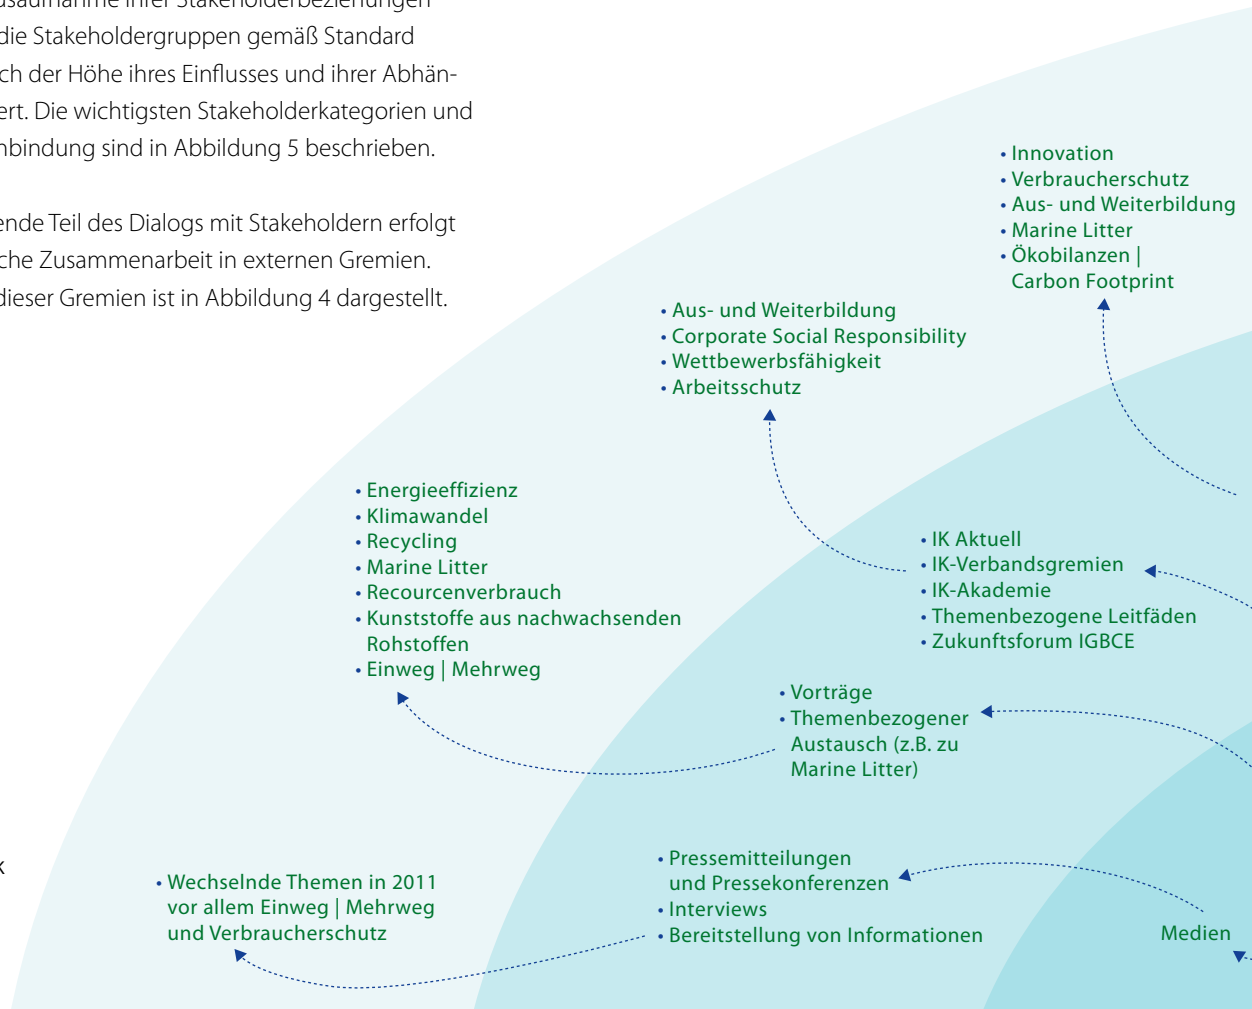 die Stakeholdergruppen gemäß Standard
ch der Höhe ihres Einflusses und ihrer Abhän-
ert. Die wichtigsten Stakeholderkategorien und
nbindung sind in Abbildung 5 beschrieben.
ende Teil des Dialogs mit Stakeholdern erfolgt
che Zusammenarbeit in externen Gremien.
dieser Gremien ist in Abbildung 4 dargestellt.
• Innovation
• Verbraucherschutz
• Aus- und Weiterbildung
• Marine Litter
• Ökobilanzen |
Carbon Footprint
• Aus- und Weiterbildung
• Corporate Social Responsibility
• Wettbewerbsfähigkeit
• Arbeitsschutz
• Energieeffizienz
• Klimawandel
• Recycling
• Marine Litter
• Recourcenverbrauch
• Kunststoffe aus nachwachsenden
Rohstoffen
• Einweg | Mehrweg
• IK Aktuell
• IK-Verbandsgremien
• IK-Akademie
• Themenbezogene Leitfäden
• Zukunftsforum IGBCE
• Vorträge
• Themenbezogener
Austausch (z.B. zu
Marine Litter)
• Pressemitteilungen
und Pressekonferenzen
• Interviews
• Bereitstellung von Informationen
• Wechselnde Themen in 2011
vor allem Einweg | Mehrweg
und Verbraucherschutz
Medien